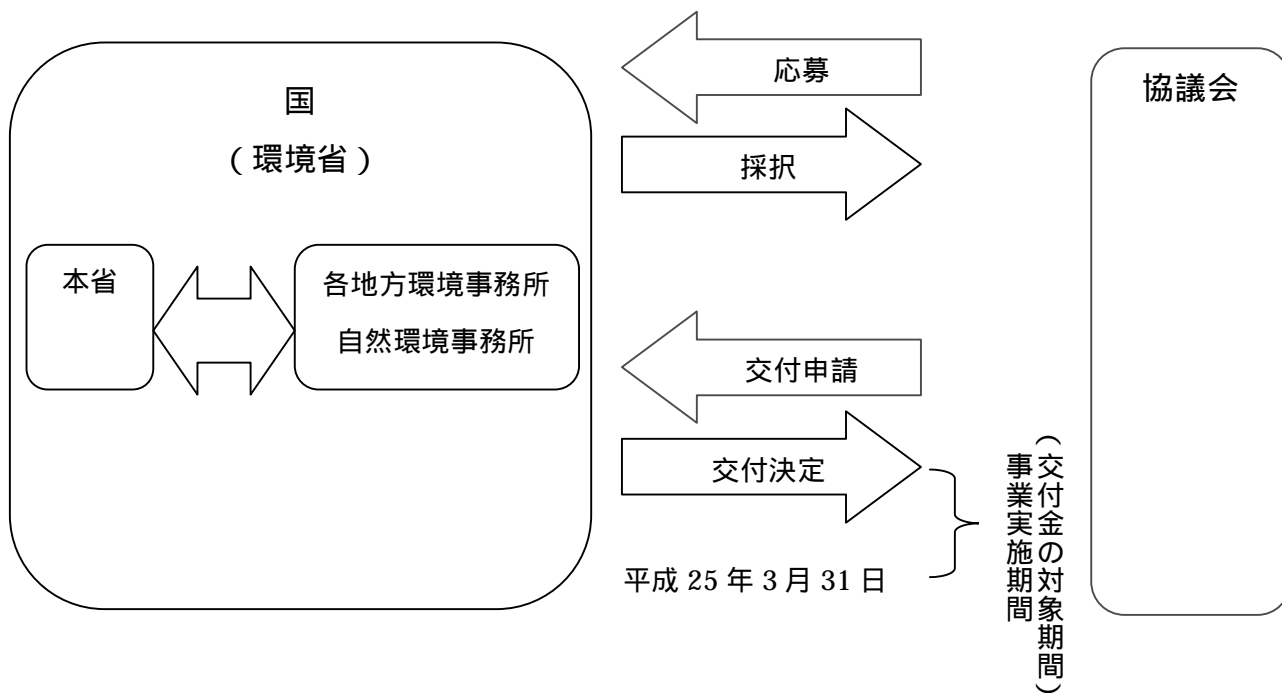 国
（環境省）
本省
各地方環境事務所
自然環境事務所
応募
採択
交付申請
交付決定
平成 25 年 3 月 31 日
（交付金の対象期間）
事業実施期間
協議会